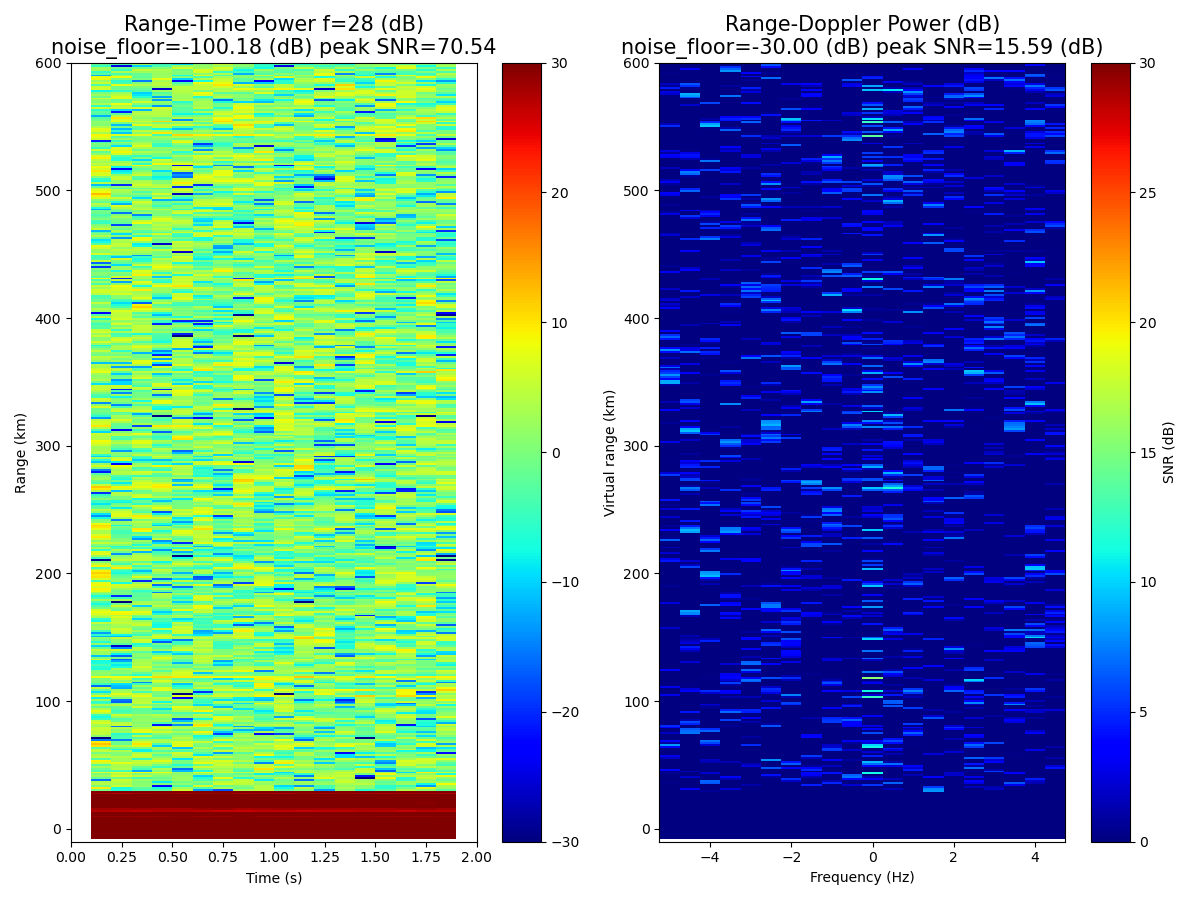 Range-Time Power f=28 (dB)
noise_floor=-100.18 (dB) peak SNR=70.54
Range-Doppler Power (dB)
noise_floor=-30.00 (dB) peak SNR=15.59 (dB)
600
500
400
300
200
100
0
Range (km)
0.00 0.25 0.50 0.75 1.00 1.25 1.50 1.75 2.00
Time (s)
30
20
10
0
−10
−20
−30
600
500
400
300
200
100
0
Virtual range (km)
−4 −2 0 2 4
Frequency (Hz)
30
25
20
15
10
5
0
SNR (dB)